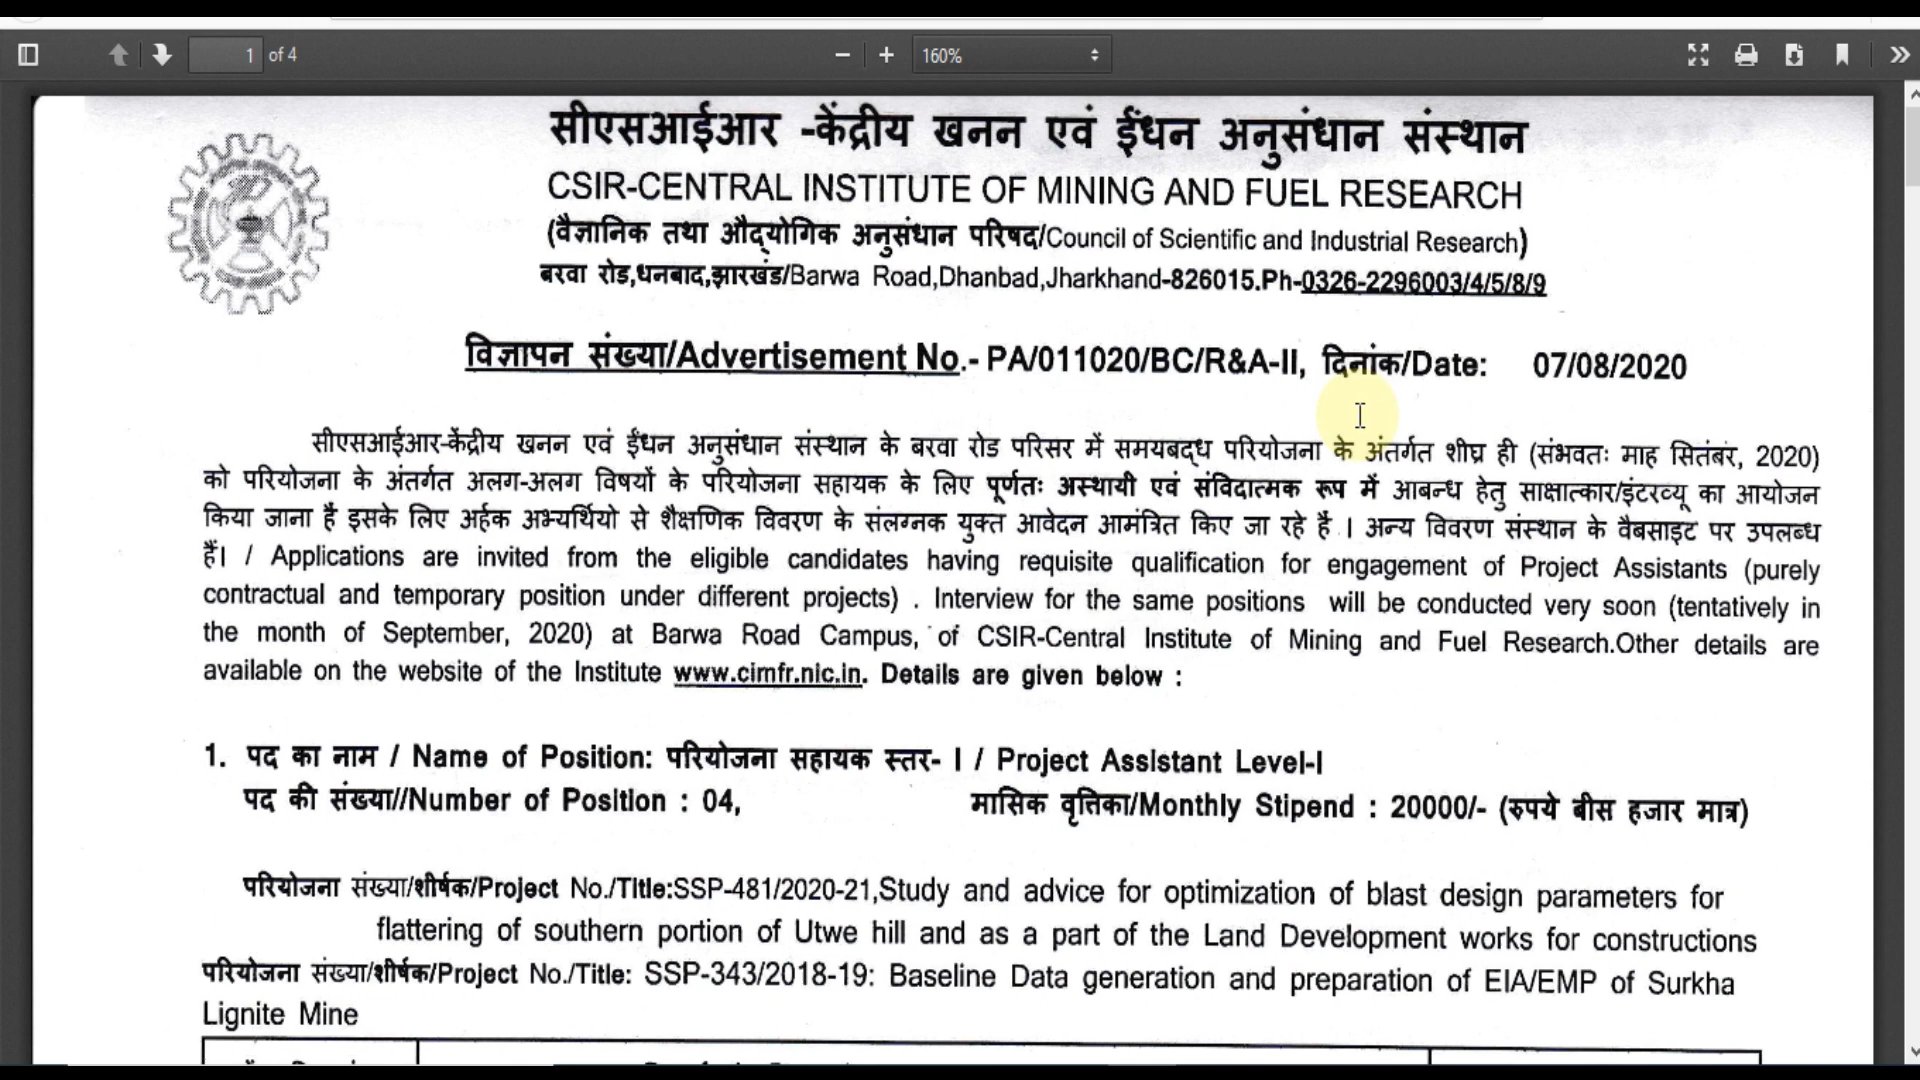 1 of 4
160%
सीएसआईआर -केंद्रीय खनन एवं ईंधन अनुसंधान संस्थान
CSIR-CENTRAL INSTITUTE OF MINING AND FUEL RESEARCH
(वैज्ञानिक तथा औद्योगिक अनुसंधान परिषद/Council of Scientific and Industrial Research)
बरवा रोड,धनबाद,झारखंड/Barwa Road,Dhanbad,Jharkhand-826015.Ph-0326-2296003/4/5/8/9
विज्ञापन संख्या/Advertisement No.- PA/011020/BC/R&A-II, दिनांक/Date: 07/08/2020
सीएसआईआर-केंद्रीय खनन एवं ईंधन अनुसंधान संस्थान के बरवा रोड परिसर में समयबद्ध परियोजना के अंतर्गत शीघ्र ही (संभवतः माह सितंबर, 2020)
को परियोजना के अंतर्गत अलग-अलग विषयों के परियोजना सहायक के लिए पूर्णतः अस्थायी एवं संविदात्मक रूप में आबन्ध हेतु साक्षात्कार/इंटरव्यू का आयोजन
किया जाना है इसके लिए अर्हक अभ्यर्थियो से शैक्षणिक विवरण के संलग्नक युक्त आवेदन आमंत्रित किए जा रहे है . । अन्य विवरण संस्थान के वैबसाइट पर उपलब्ध
हैं। / Applications are invited from the eligible candidates having requisite qualification for engagement of Project Assistants (purely
contractual and temporary position under different projects) . Interview for the same positions will be conducted very soon (tentatively in
the month of September, 2020) at Barwa Road Campus, of CSIR-Central Institute of Mining and Fuel Research.Other details are
available on the website of the Institute www.cimfr.nic.in. Details are given below :
1. पद का नाम / Name of Position: परियोजना सहायक स्तर- I / Project Assistant Level-I
पद की संख्या//Number of Position : 04, मासिक वृत्तिका/Monthly Stipend : 20000/- (रुपये बीस हजार मात्र)
परियोजना संख्या/शीर्षक/Project No./Title:SSP-481/2020-21,Study and advice for optimization of blast design parameters for
flattering of southern portion of Utwe hill and as a part of the Land Development works for constructions
परियोजना संख्या/शीर्षक/Project No./Title: SSP-343/2018-19: Baseline Data generation and preparation of EIA/EMP of Surkha
Lignite Mine